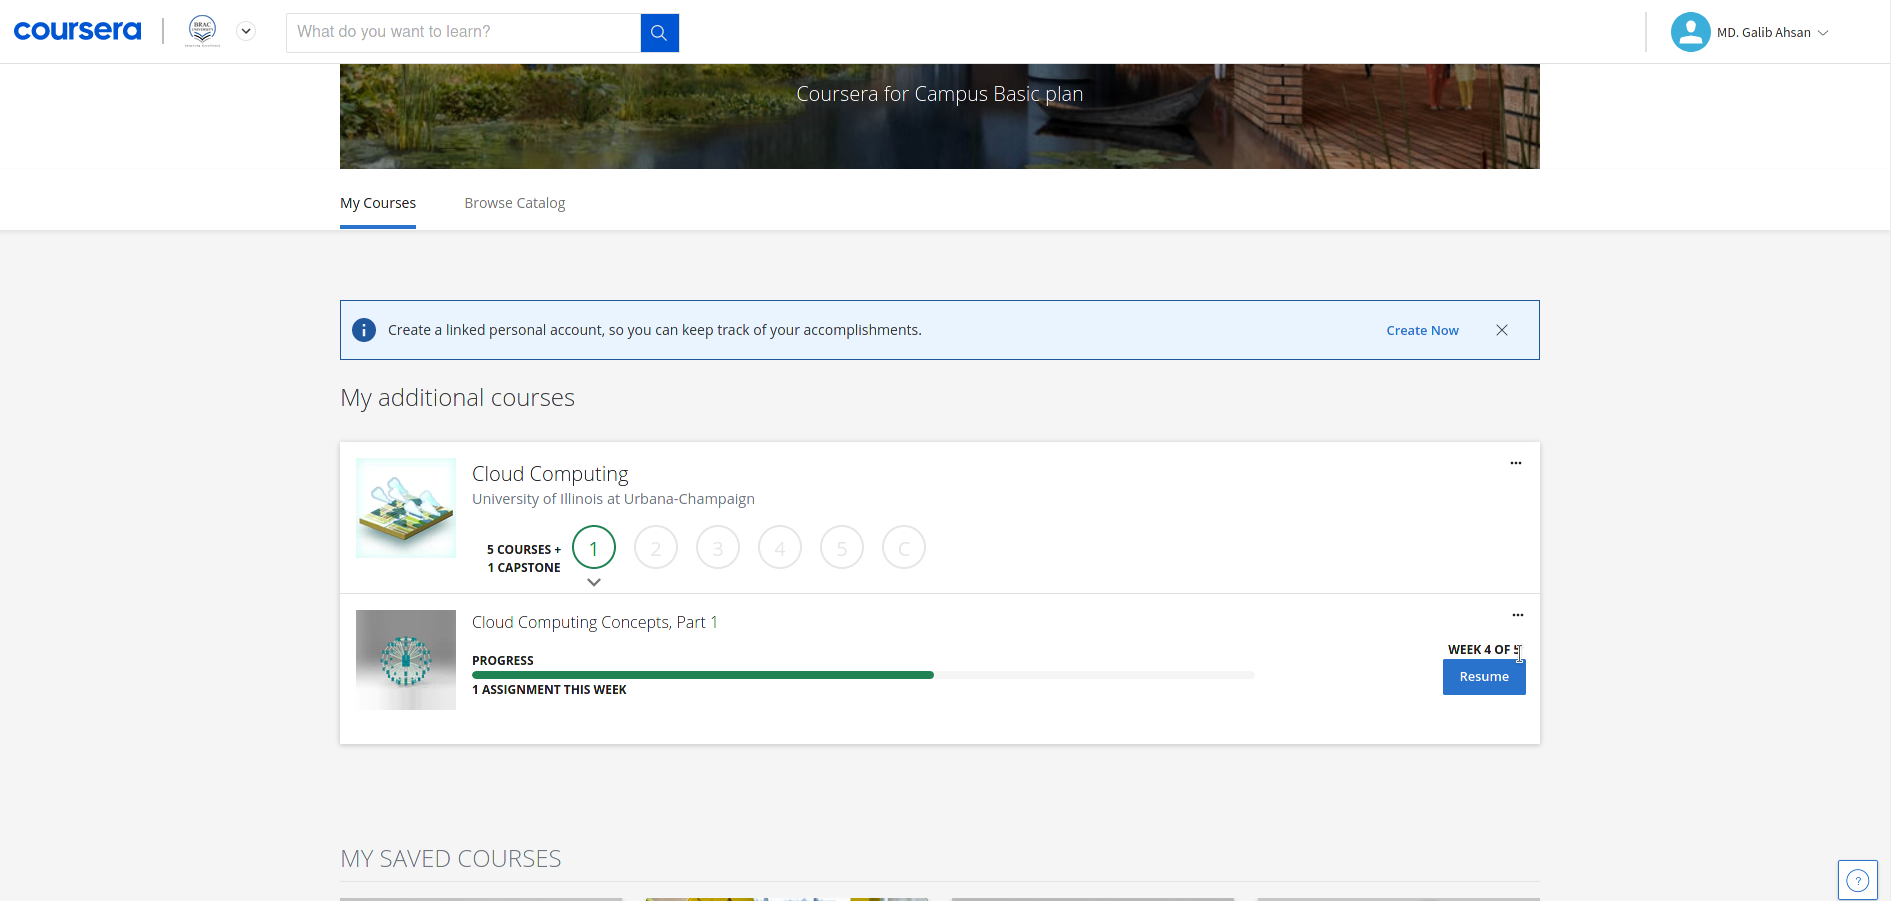 coursera
BRAC
UNIVERSITY
What do you want to learn?
MD. Galib Ahsan
Coursera for Campus Basic plan
My Courses
Browse Catalog
Create a linked personal account, so you can keep track of your accomplishments.
Create Now
My additional courses
Cloud Computing
University of Illinois at Urbana-Champaign
5 COURSES +
1 CAPSTONE
1 2 3 4 5 C
Cloud Computing Concepts, Part 1
PROGRESS
WEEK 4 OF 5
1 ASSIGNMENT THIS WEEK
Resume
MY SAVED COURSES
?